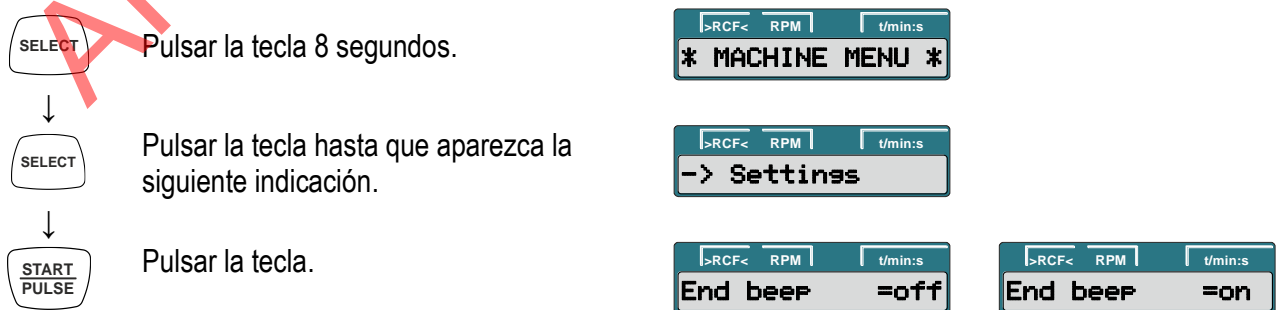 SELECT
Pulsar la tecla 8 segundos.
>RCF< RPM t/min:s
* MACHINE MENU *
↓
SELECT
Pulsar la tecla hasta que aparezca la
siguiente indicación.
>RCF< RPM t/min:s
-> Settings
↓
START
PULSE
Pulsar la tecla.
>RCF< RPM t/min:s
End beep =off
>RCF< RPM t/min:s
End beep =on